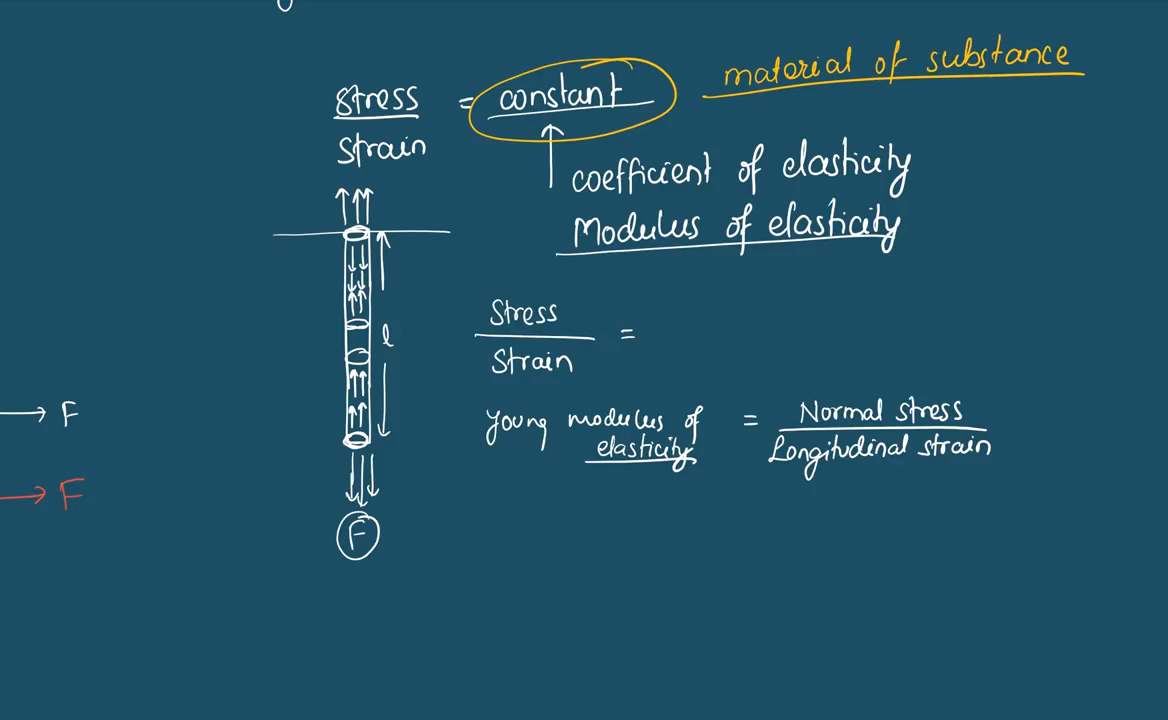 material of substance
stress = constant
strain
coefficient of elasticity
Modulus of elasticity
l
Stress
=
Strain
F
Young modulus of = Normal stress
elasticity Longitudinal strain
F
F